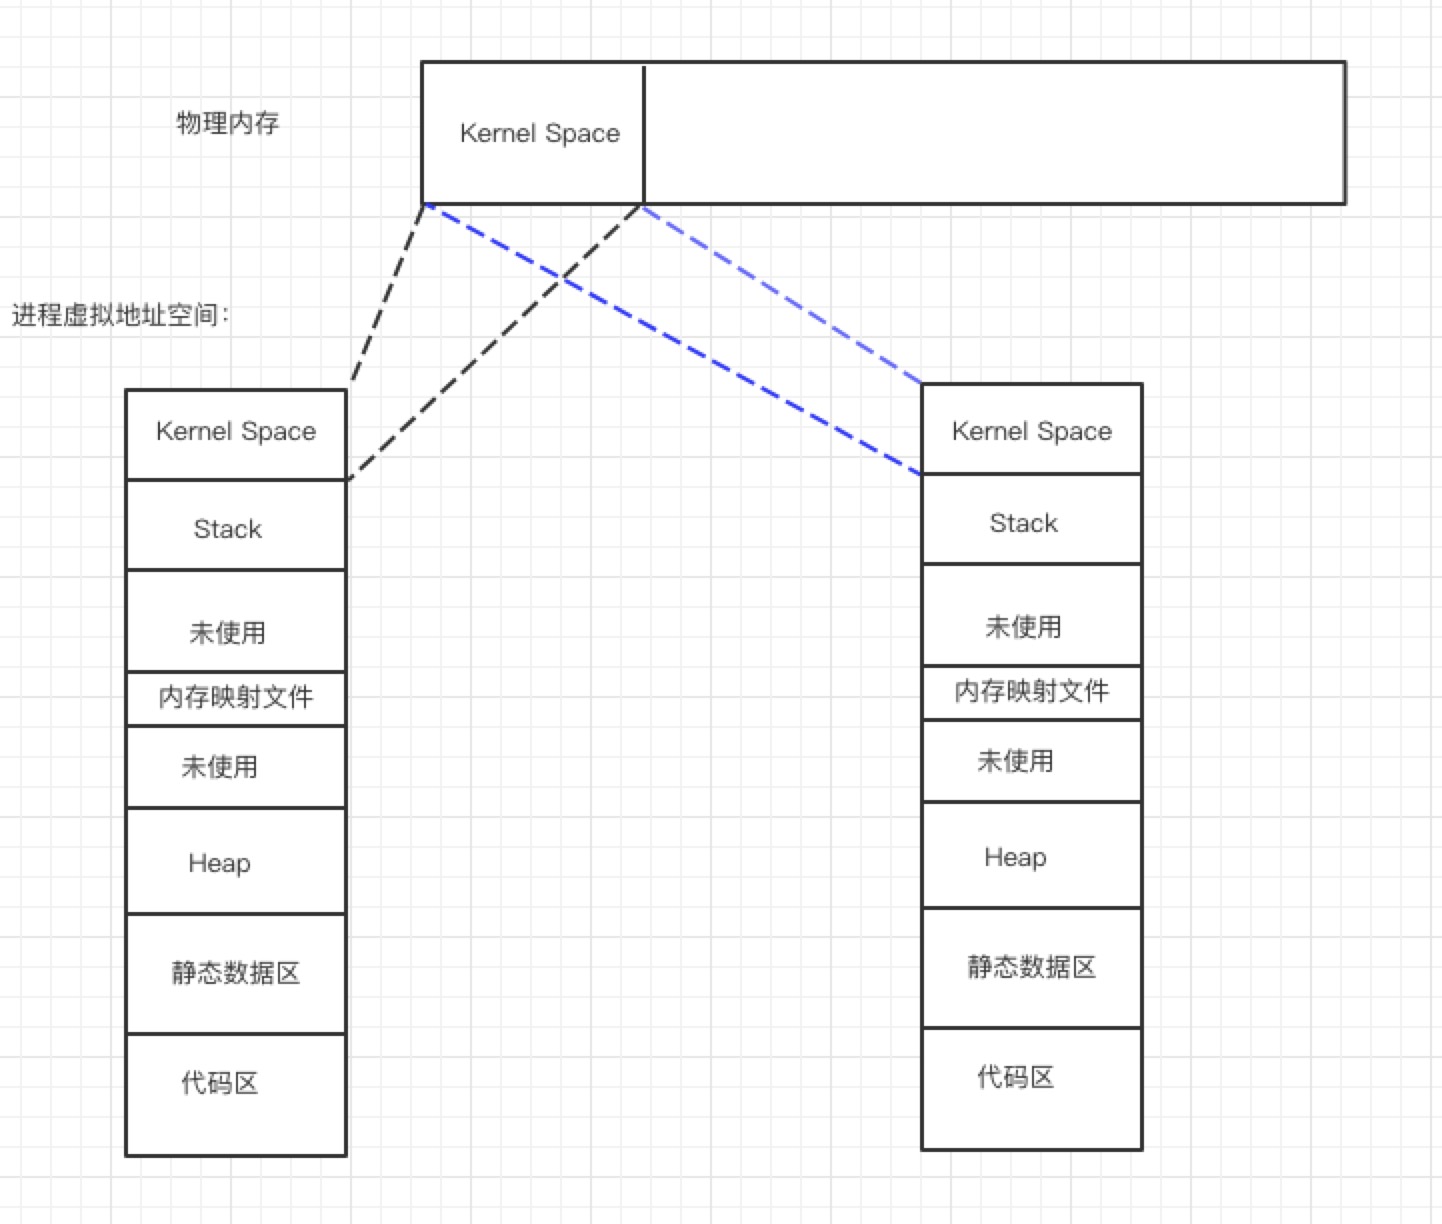 物理内存
Kernel Space
进程虚拟地址空间：
Kernel Space
Stack
未使用
内存映射文件
未使用
Heap
静态数据区
代码区
Kernel Space
Stack
未使用
内存映射文件
未使用
Heap
静态数据区
代码区